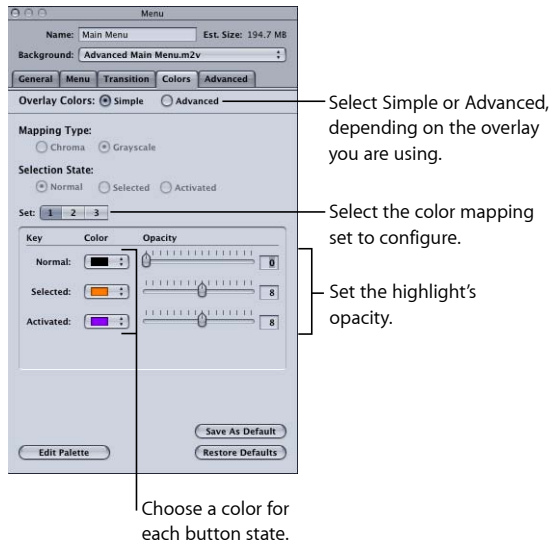 Menu
Name: Main Menu Est. Size: 194.7 MB
Background: Advanced Main Menu.m2v
General Menu Transition Colors Advanced
Overlay Colors: Simple Advanced
Select Simple or Advanced,
depending on the overlay
you are using.
Mapping Type:
Chroma Grayscale
Selection State:
Normal Selected Activated
Set: 1 2 3
Select the color mapping
set to configure.
Key Color Opacity
Normal: 0
Selected: 8
Activated: 8
Set the highlight's
opacity.
Save As Default
Edit Palette Restore Defaults
Choose a color for
each button state.